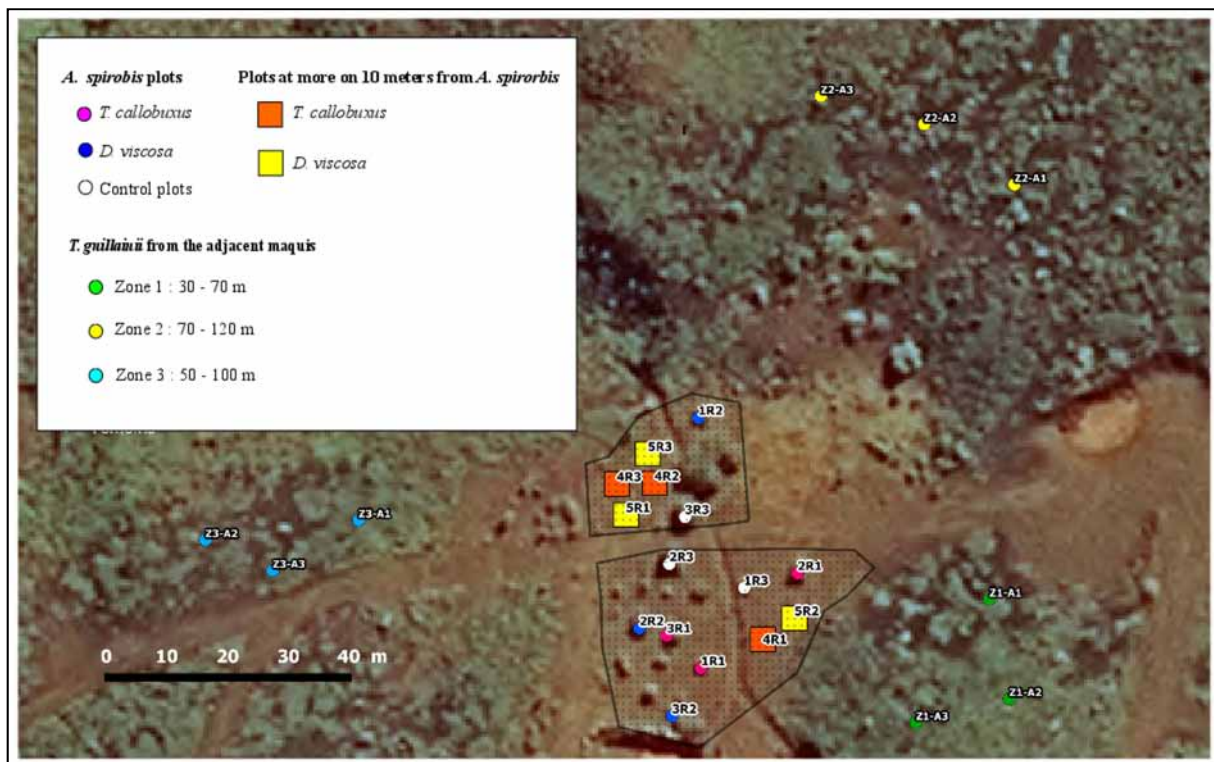 A. spirobis plots
Plots at more on 10 meters from A. spirorbis
T. callobuxus
T. callobuxus
D. viscosa
D. viscosa
Control plots
T. guillainii from the adjacent maquis
Zone 1 : 30 - 70 m
Zone 2 : 70 - 120 m
Zone 3 : 50 - 100 m
Z2-A3
Z2-A2
Z2-A1
1R2
5R3
4R3
4R2
5R1
3R3
Z3-A1
Z3-A2
Z3-A3
2R3
2R1
1R3
5R2
Z1-A1
2R2
3R1
4R1
1R1
0 10 20 30 40 m
3R2
Z1-A2
Z1-A3